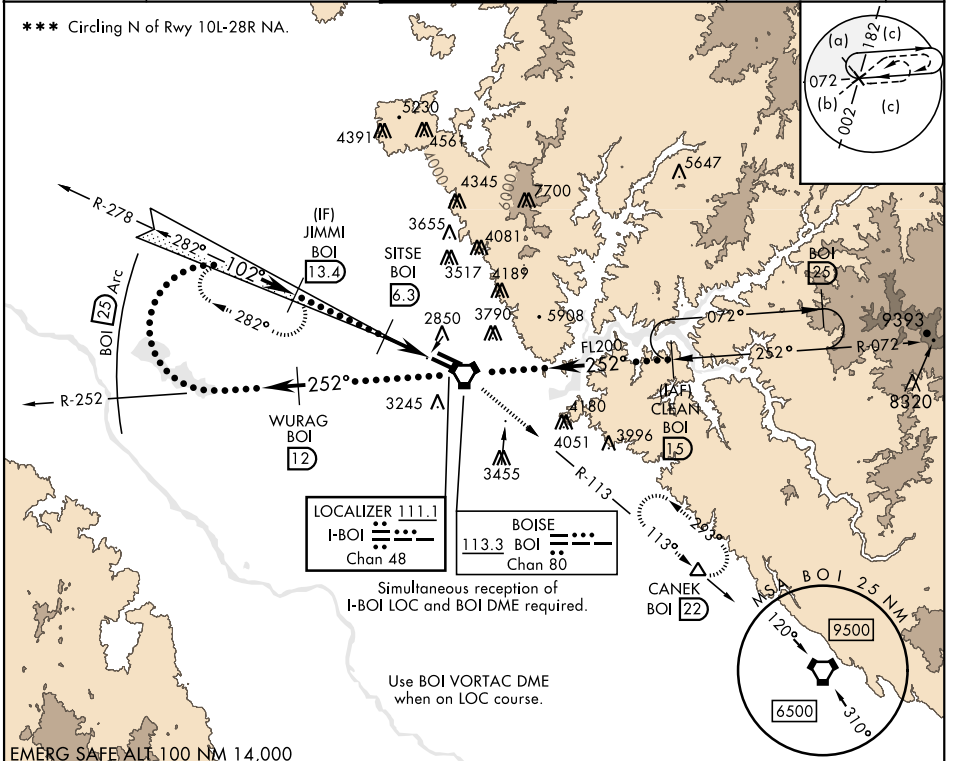 *** Circling N of Rwy 10L-28R NA.
(a)
182
(c)
072
(b)
002
(c)
5230
4391
4561
4000
4345
6000
7700
5647
3655
4081
3517
4189
3790
5908
2850
R-278
282°
102°
(IF)
JIMMI
BOI
13.4
SITSE
BOI
6.3
BOI 25 Arc
282°
BOI
25
072°
9393
FL200
252°
252°
R-072
8320
252°
R-252
WURAG
BOI
12
3245
(IAF)
CLEAN
BOI
15
4180
4051
3996
3455
R-113
LOCALIZER 111.1
I-BOI
Chan 48
BOISE
113.3 BOI
Chan 80
Simultaneous reception of
I-BOI LOC and BOI DME required.
293°
113°
CANEK
BOI 22
MSA BOI 25 NM
120°
9500
6500
310°
Use BOI VORTAC DME
when on LOC course.
EMERG SAFE ALT 100 NM 14,000